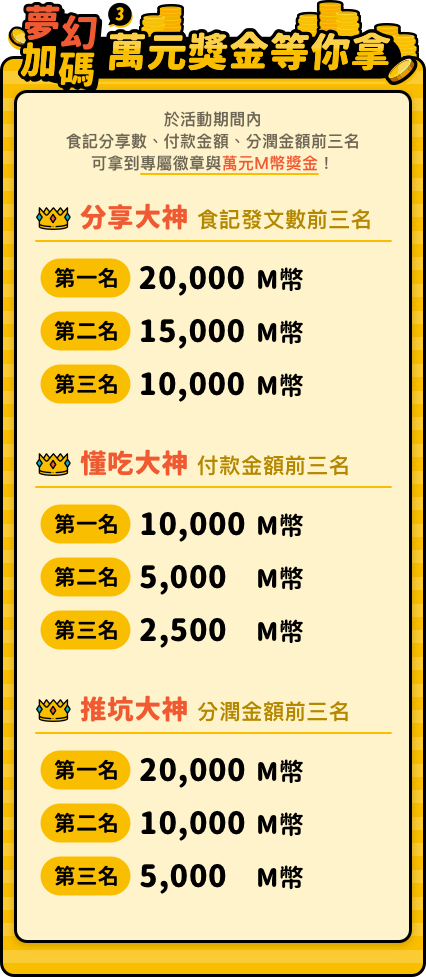 夢幻加碼 3 萬元獎金等你拿
於活動期間內
食記分享數、付款金額、分潤金額前三名
可拿到專屬徽章與萬元M幣獎金！
分享大神 食記發文數前三名
第一名 20,000 M幣
第二名 15,000 M幣
第三名 10,000 M幣
懂吃大神 付款金額前三名
第一名 10,000 M幣
第二名 5,000 M幣
第三名 2,500 M幣
推坑大神 分潤金額前三名
第一名 20,000 M幣
第二名 10,000 M幣
第三名 5,000 M幣